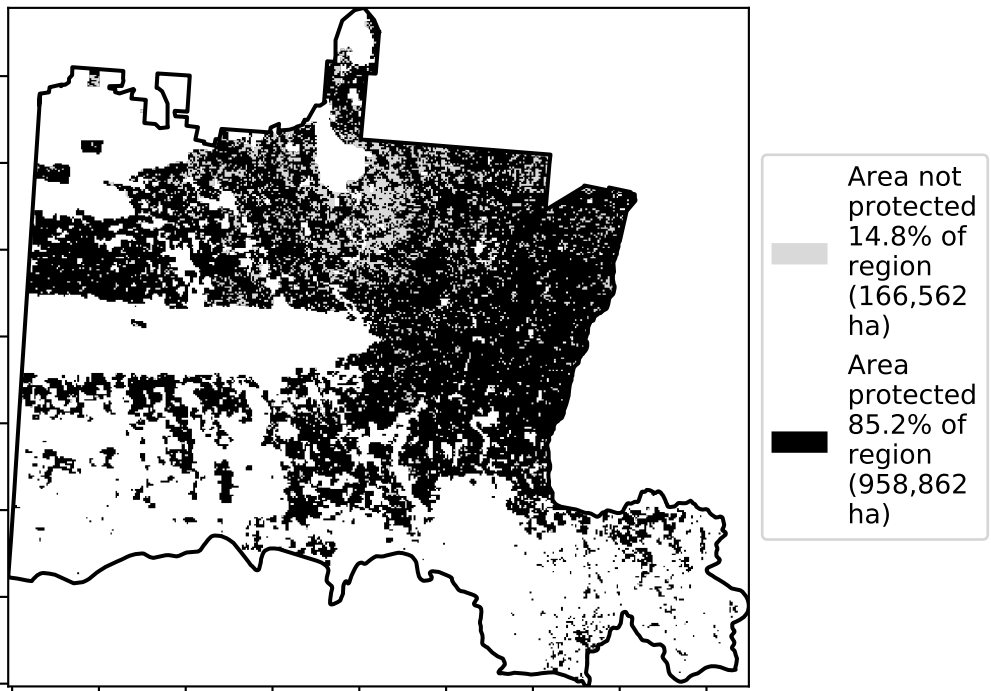 Area not
protected
14.8% of
region
(166,562
ha)
Area
protected
85.2% of
region
(958,862
ha)